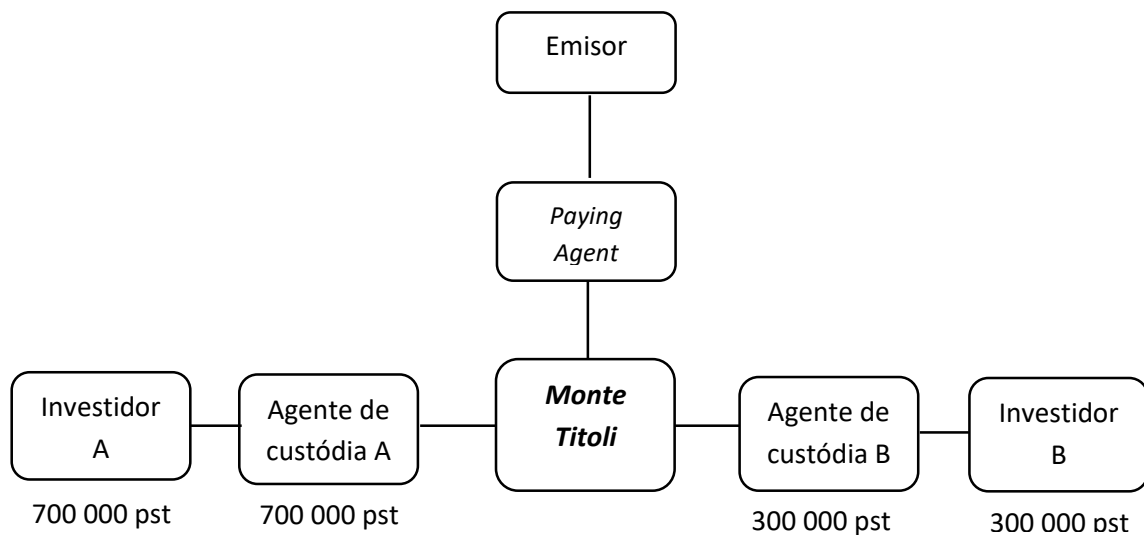 Emisor
Paying
Agent
Investidor
A
Agente de
custódia A
Monte
Titoli
Agente de
custódia B
Investidor
B
700 000 pst
700 000 pst
300 000 pst
300 000 pst